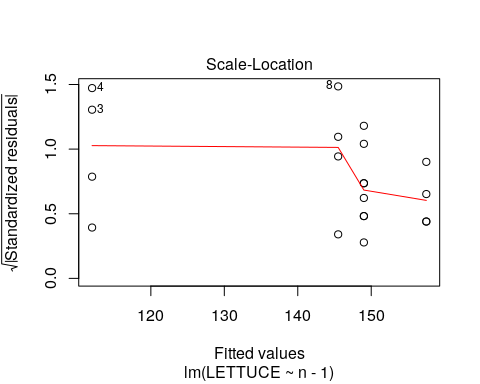 Scale-Location
√|Standardized residuals|
1.5
1.0
0.5
0.0
4
3
8
120 130 140 150
Fitted values
lm(LETTUCE ~ n - 1)